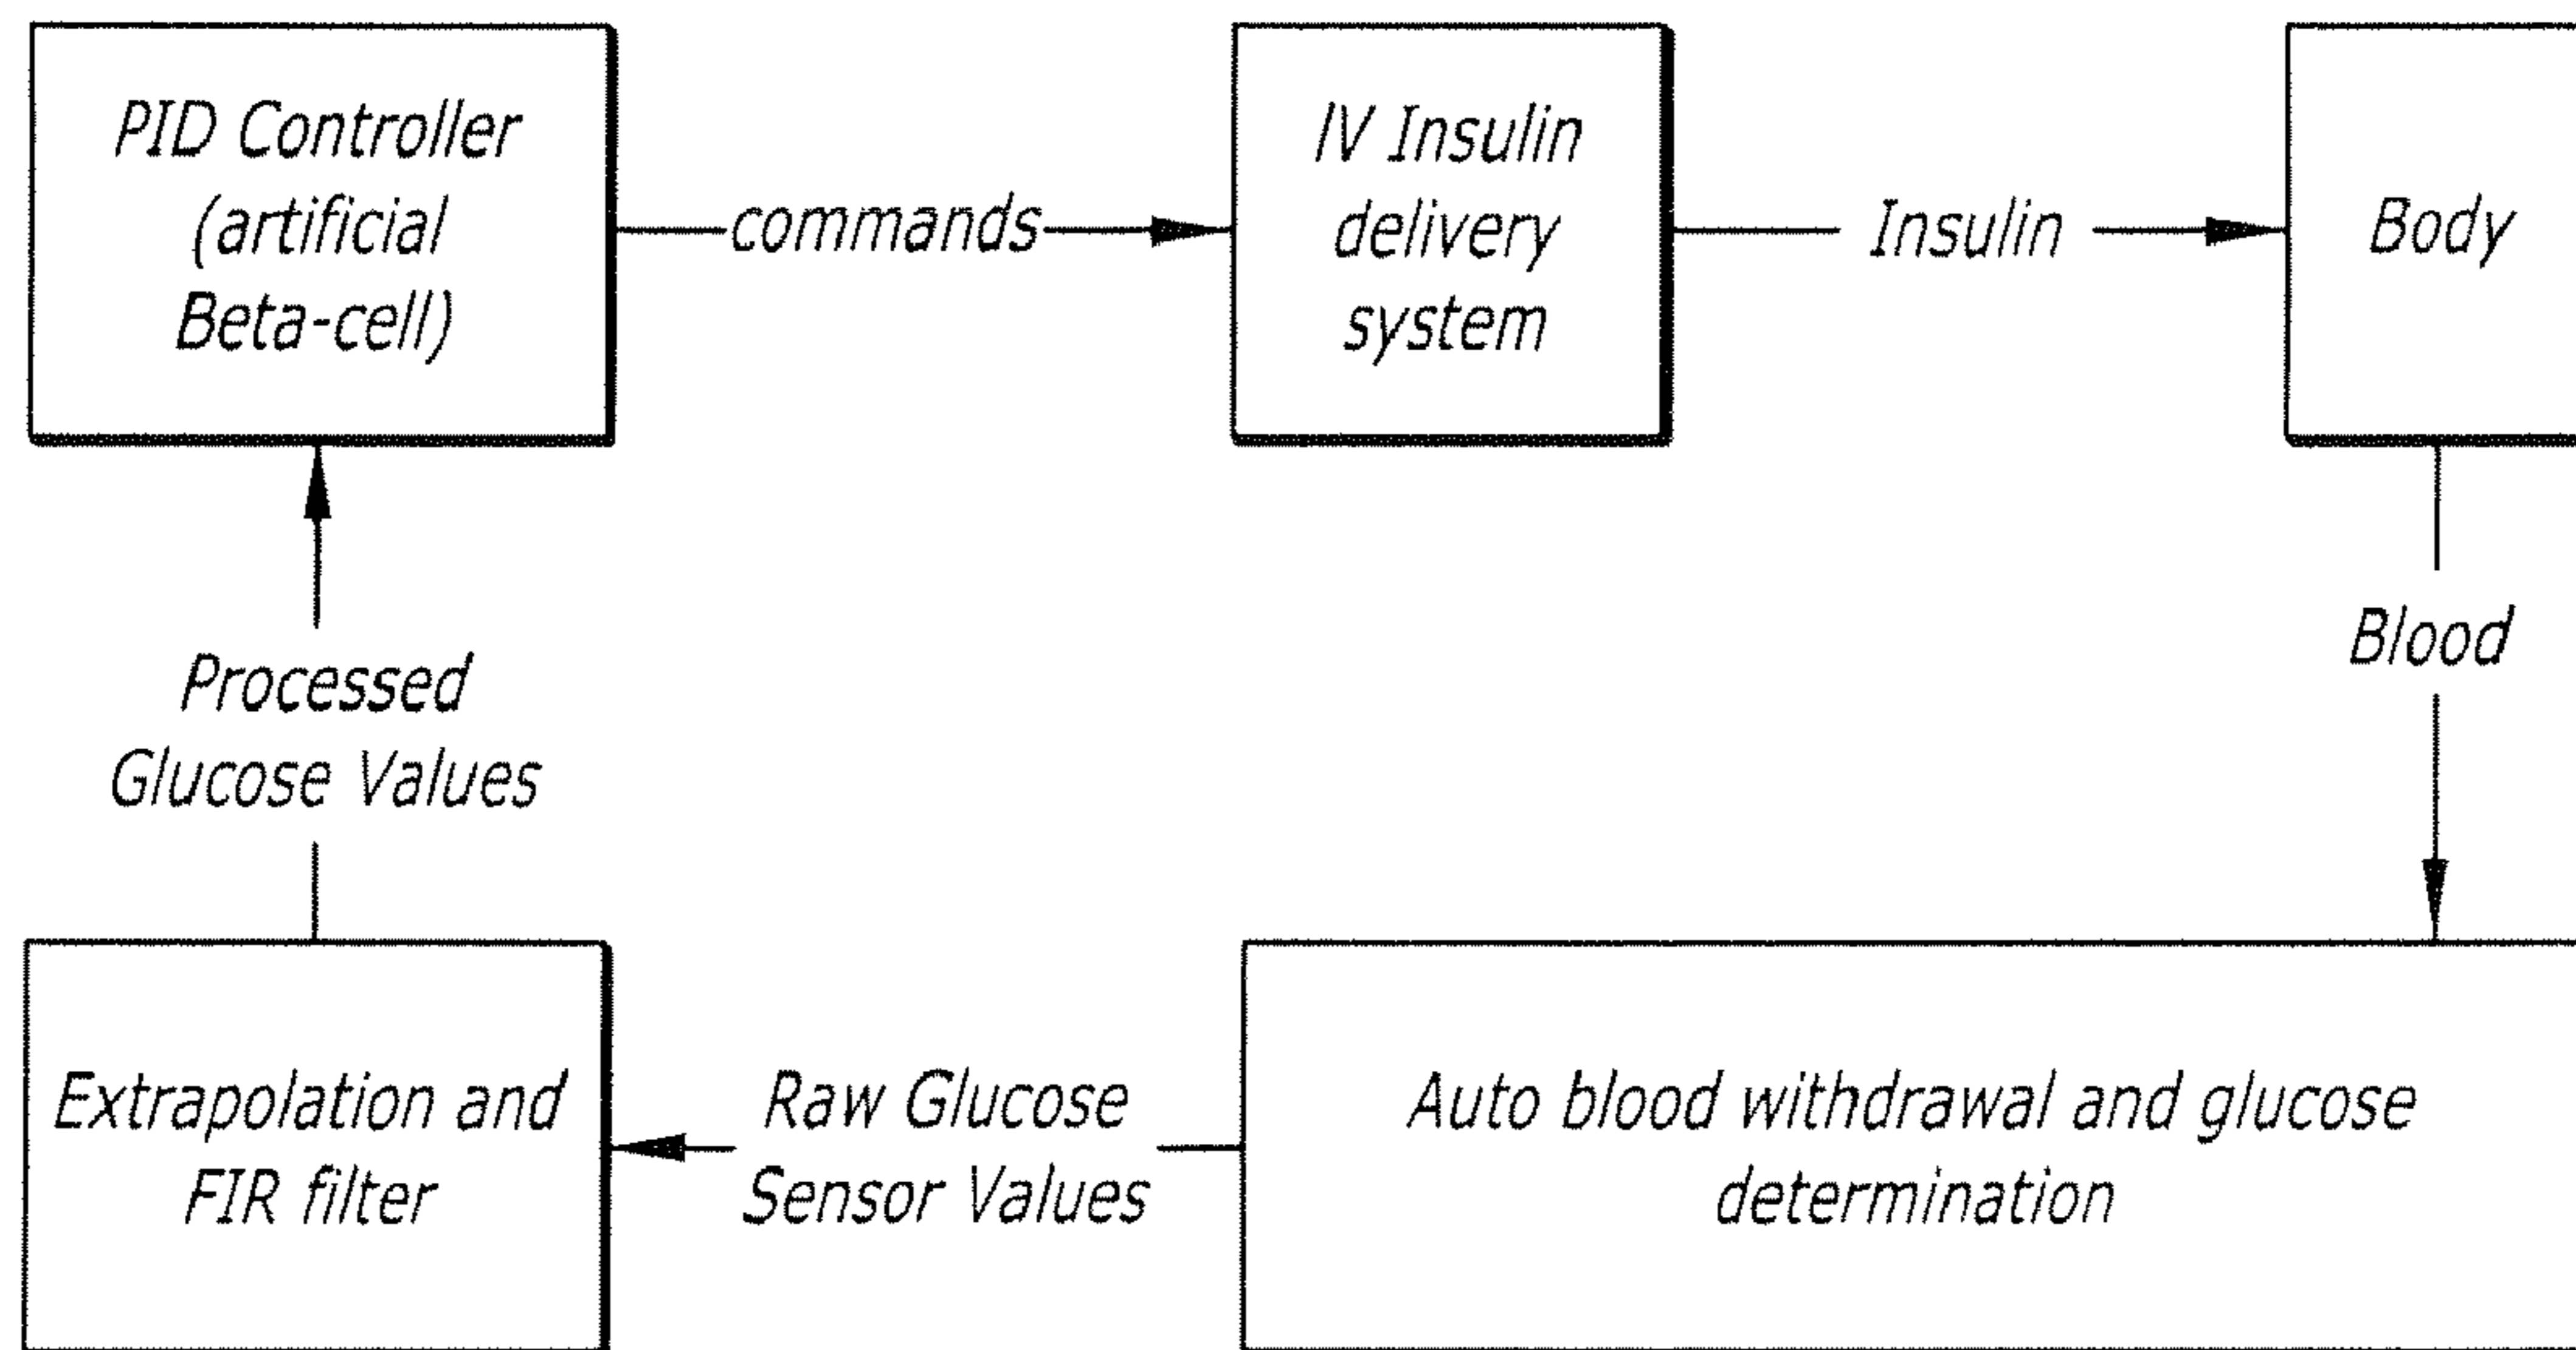 PID Controller
(artificial
Beta-cell)
commands
IV Insulin
delivery
system
Insulin
Body
Blood
Processed
Glucose Values
Extrapolation and
FIR filter
Raw Glucose
Sensor Values
Auto blood withdrawal and glucose
determination